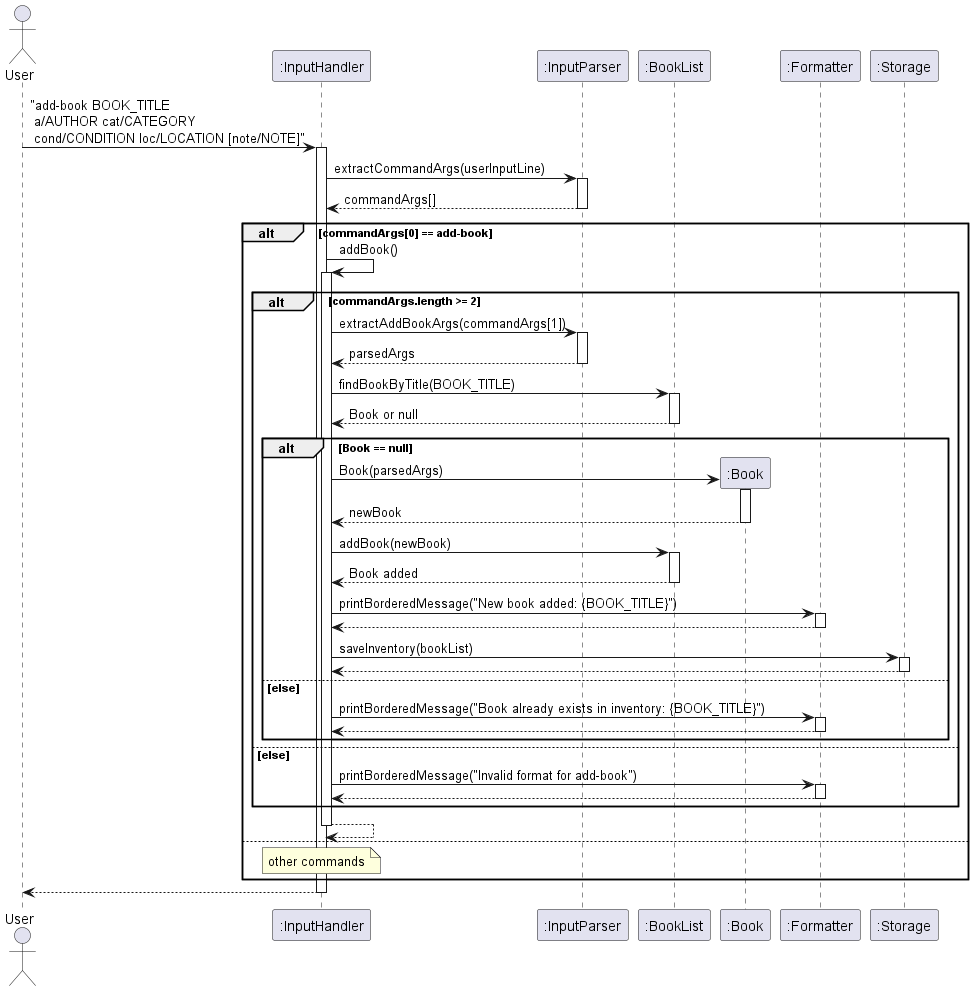 User
:InputHandler
:InputParser
:BookList
:Formatter
:Storage
"add-book BOOK_TITLE
a/AUTHOR cat/CATEGORY
cond/CONDITION loc/LOCATION [note/NOTE]"
extractCommandArgs(userInputLine)
commandArgs[]
alt
[commandArgs[0] == add-book]
addBook()
alt
[commandArgs.length >= 2]
extractAddBookArgs(commandArgs[1])
parsedArgs
findBookByTitle(BOOK_TITLE)
Book or null
alt
[Book == null]
Book(parsedArgs)
:Book
newBook
addBook(newBook)
Book added
printBorderedMessage("New book added: {BOOK_TITLE}")
saveInventory(bookList)
[else]
printBorderedMessage("Book already exists in inventory: {BOOK_TITLE}")
[else]
printBorderedMessage("Invalid format for add-book")
other commands
User
:InputHandler
:InputParser
:BookList
:Book
:Formatter
:Storage